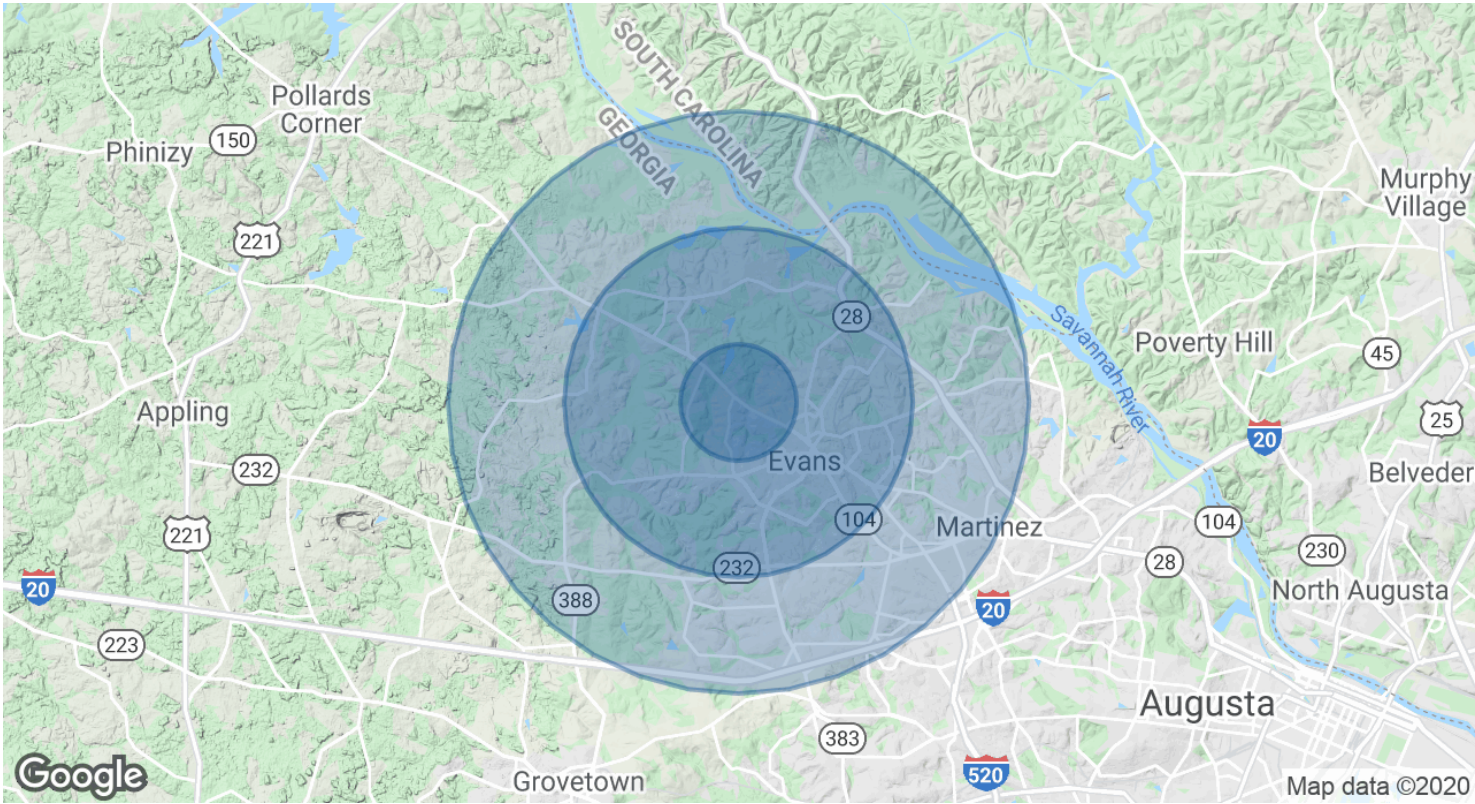 SOUTH CAROLINA
GEORGIA
Pollards
Corner
150
Phinizy
Murphy
Village
221
28
Savannah River
Poverty Hill
45
Appling
25
20
Evans
232
Belveder
221
104
Martinez
104
232
28
230
20
388
20
North Augusta
223
Augusta
383
520
Google
Grovetown
Map data ©2020